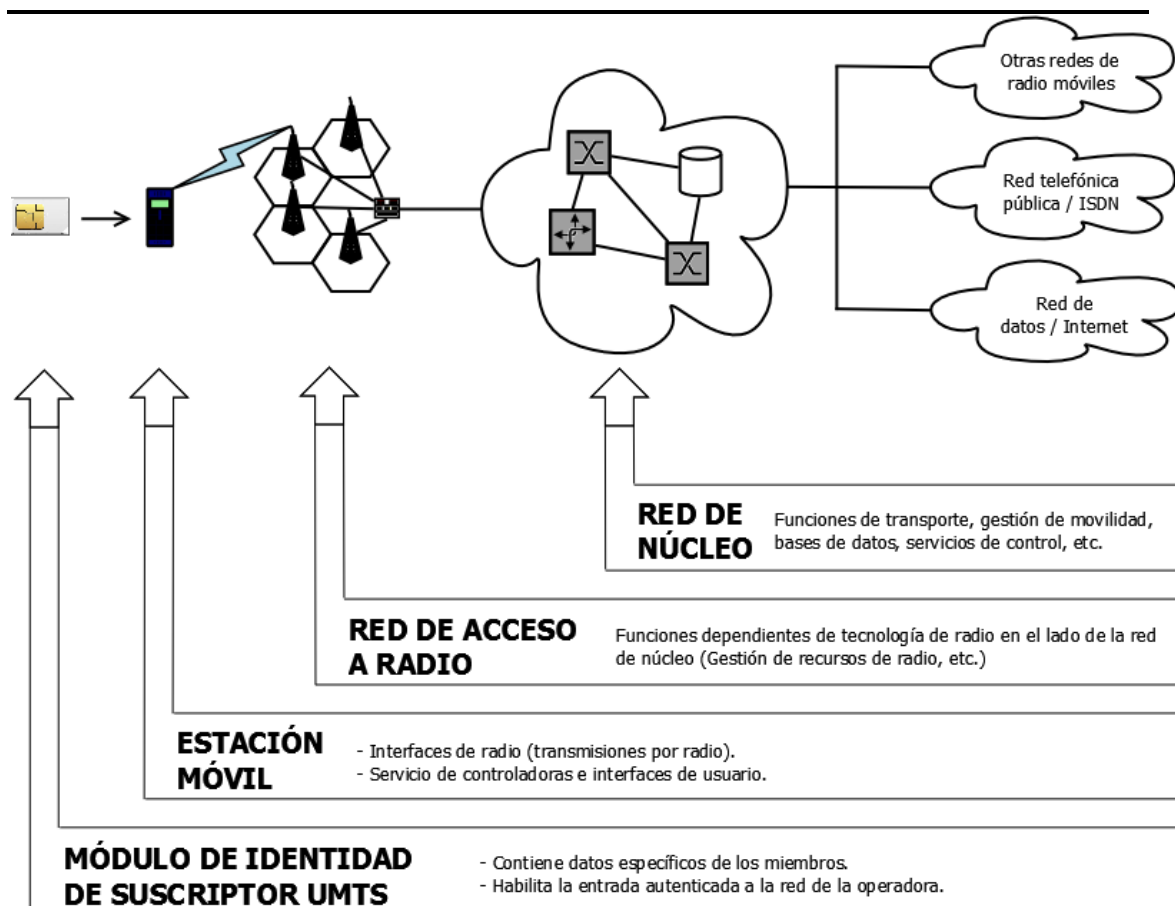 Otras redes de
radio móviles
Red telefónica
pública / ISDN
Red de
datos / Internet
RED DE
NÚCLEO
Funciones de transporte, gestión de movilidad,
bases de datos, servicios de control, etc.
RED DE ACCESO
A RADIO
Funciones dependientes de tecnología de radio en el lado de la red
de núcleo (Gestión de recursos de radio, etc.)
ESTACIÓN
MÓVIL
- Interfaces de radio (transmisiones por radio).
- Servicio de controladoras e interfaces de usuario.
MÓDULO DE IDENTIDAD
DE SUSCRIPTOR UMTS
- Contiene datos específicos de los miembros.
- Habilita la entrada autenticada a la red de la operadora.